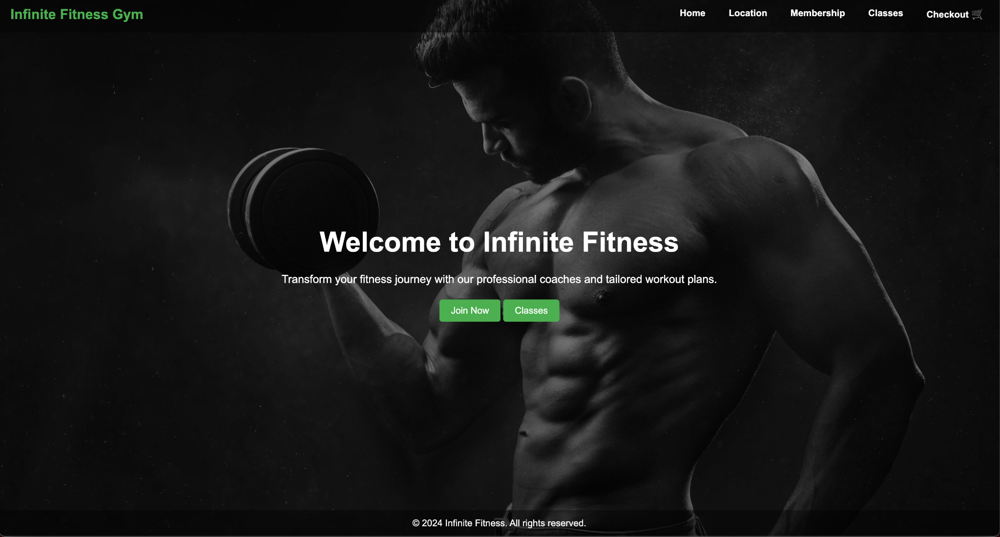 Infinite Fitness Gym
Home Location Membership Classes Checkout 🛒
Welcome to Infinite Fitness
Transform your fitness journey with our professional coaches and tailored workout plans.
Join Now Classes
© 2024 Infinite Fitness. All rights reserved.